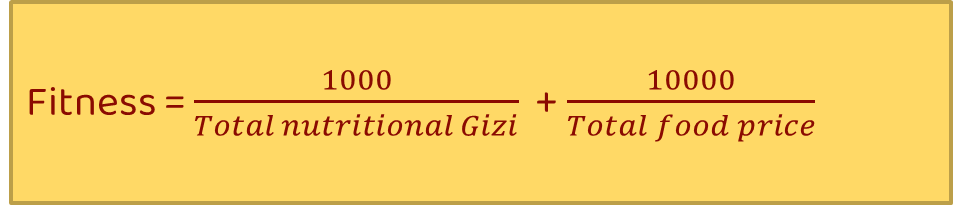 Fitness = 1000 / Total nutritional Gizi + 10000 / Total food price